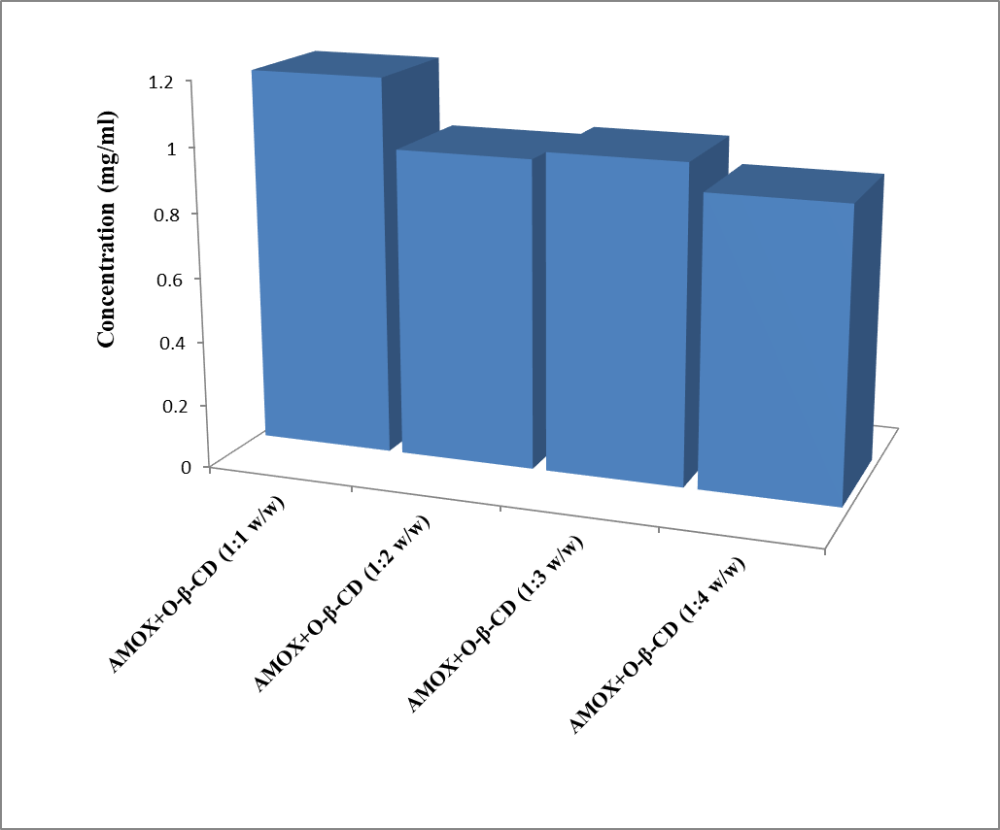 Concentration (mg/ml)
1.2
1
0.8
0.6
0.4
0.2
0
AMOX+O-β-CD (1:1 w/w)
AMOX+O-β-CD (1:2 w/w)
AMOX+O-β-CD (1:3 w/w)
AMOX+O-β-CD (1:4 w/w)